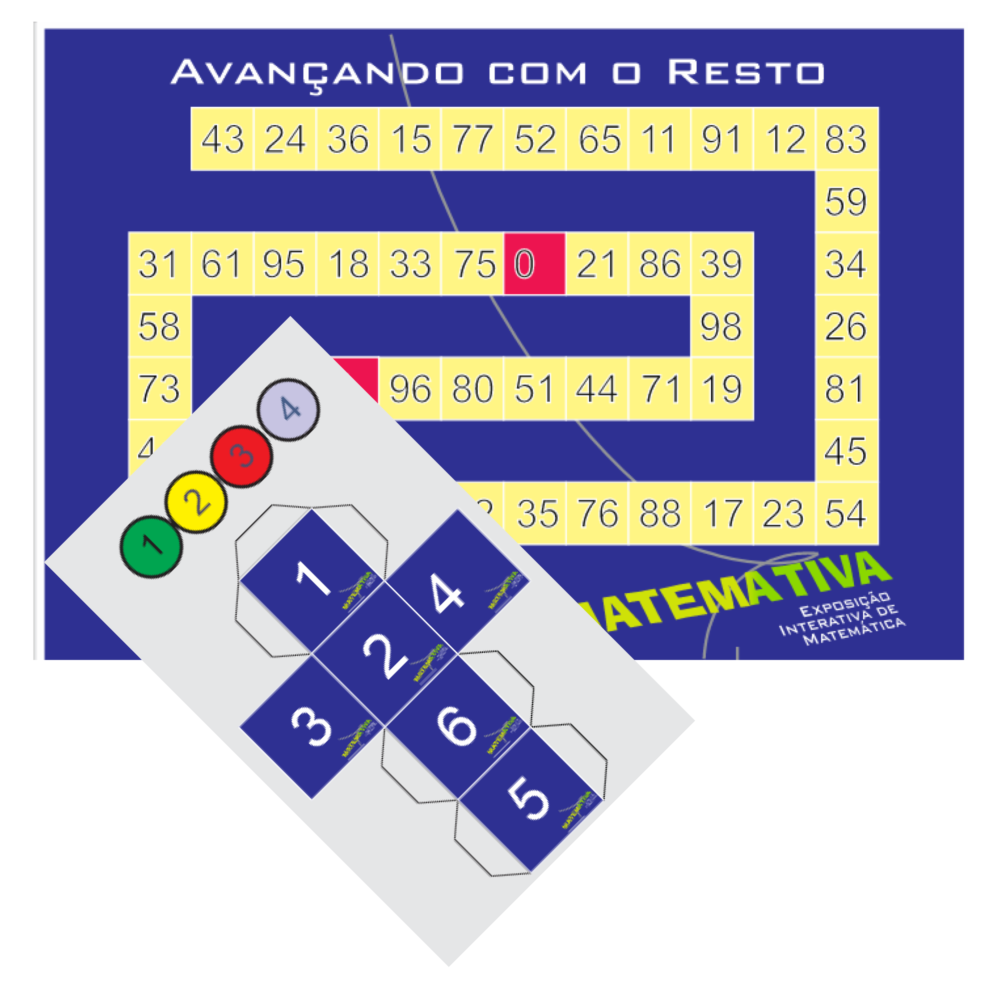 AVANÇANDO COM O RESTO
43 24 36 15 77 52 65 11 91 12 83
59
31 61 95 18 33 75 0 21 86 39 34
58 98 26
73 96 80 51 44 71 19 81
45
35 76 88 17 23 54
4
3
2
1
1 4
2
3 6
5
MATEMATIVA
EXPOSIÇÃO
INTERATIVA DE
MATEMÁTICA